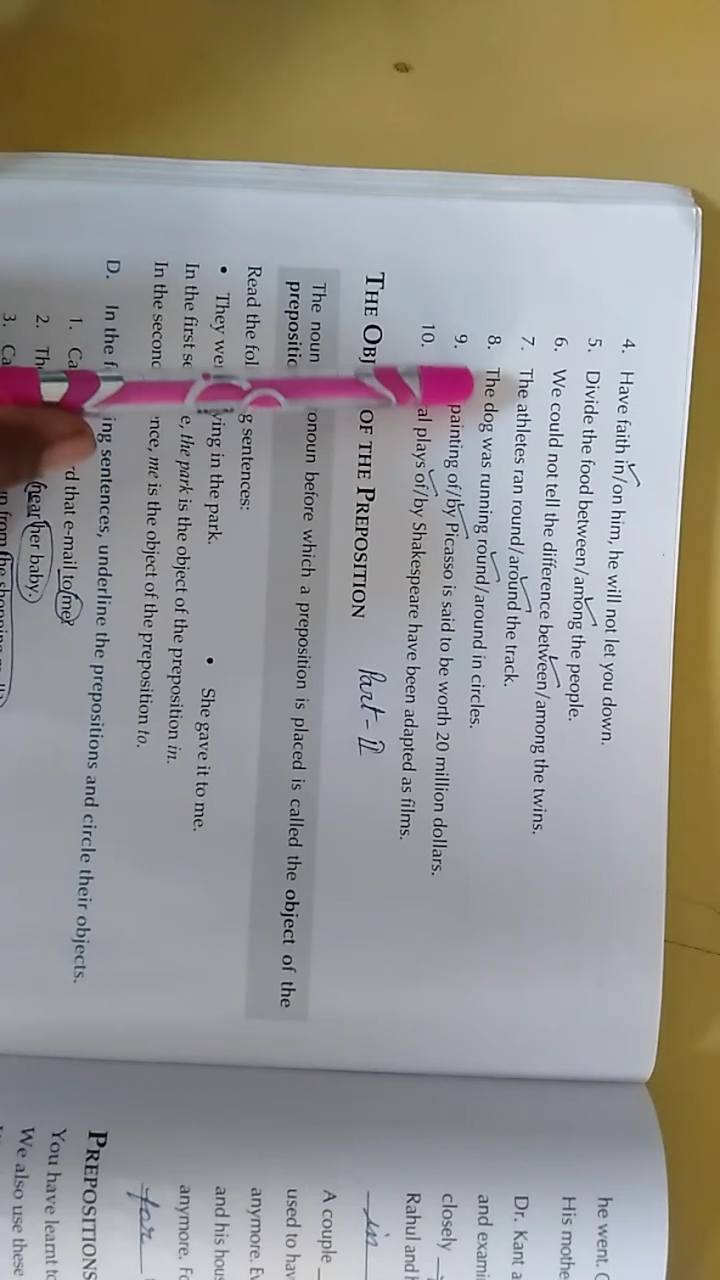 4. Have faith in/on him, he will not let you down.
5. Divide the food between/among the people.
6. We could not tell the difference between/among the twins.
7. The athletes ran round/around the track.
8. The dog was running round/around in circles.
9. painting of/by Picasso is said to be worth 20 million dollars.
10. al plays of/by Shakespeare have been adapted as films.
THE OBJ OF THE PREPOSITION Part-II
The noun onoun before which a preposition is placed is called the object of the
prepositio
Read the fol g sentences:
• They we ying in the park. • She gave it to me.
In the first se e, the park is the object of the preposition in.
In the secon nce, me is the object of the preposition to.
D. In the f ing sentences, underline the prepositions and circle their objects.
1. Ca rd that e-mail to me?
2. Th near her baby.
3. Ca from the shopping mall?
he went.
His mothe
Dr. Kant a
and exami
closely
Rahul and h
in
A couple
used to hav
anymore. Ev
and his hous
anymore. Fo
for
PREPOSITIONS
You have learnt to
We also use these